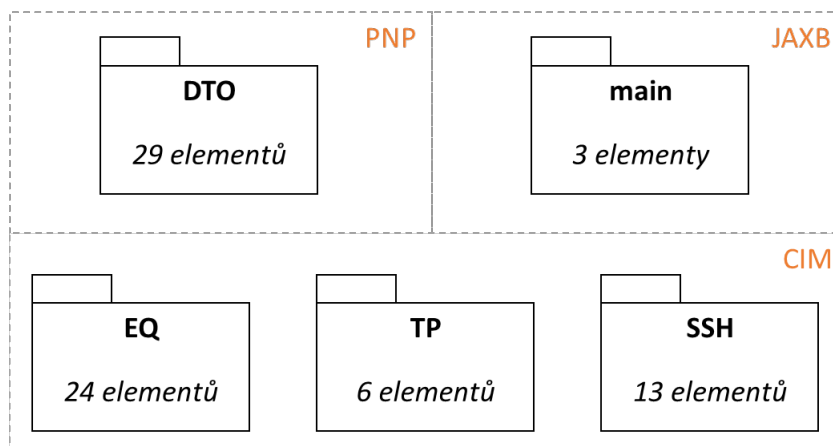 PNP
DTO
29 elementů
JAXB
main
3 elementy
CIM
EQ
24 elementů
TP
6 elementů
SSH
13 elementů